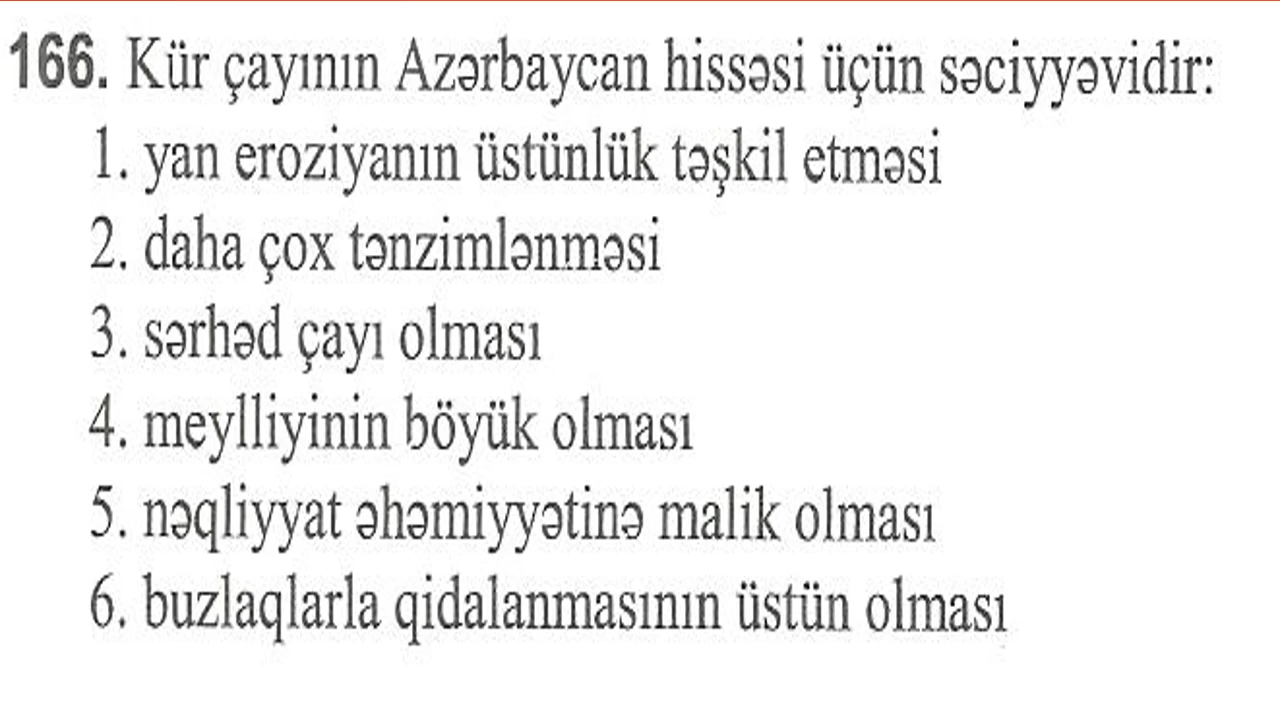 166. Kür çayının Azərbaycan hissəsi üçün səciyyəvidir:
1. yan eroziyanın üstünlük təşkil etməsi
2. daha çox tənzimlənməsi
3. sərhəd çayı olması
4. meylliyinin böyük olması
5. nəqliyyat əhəmiyyətinə malik olması
6. buzlaqlarla qidalanmasının üstün olması